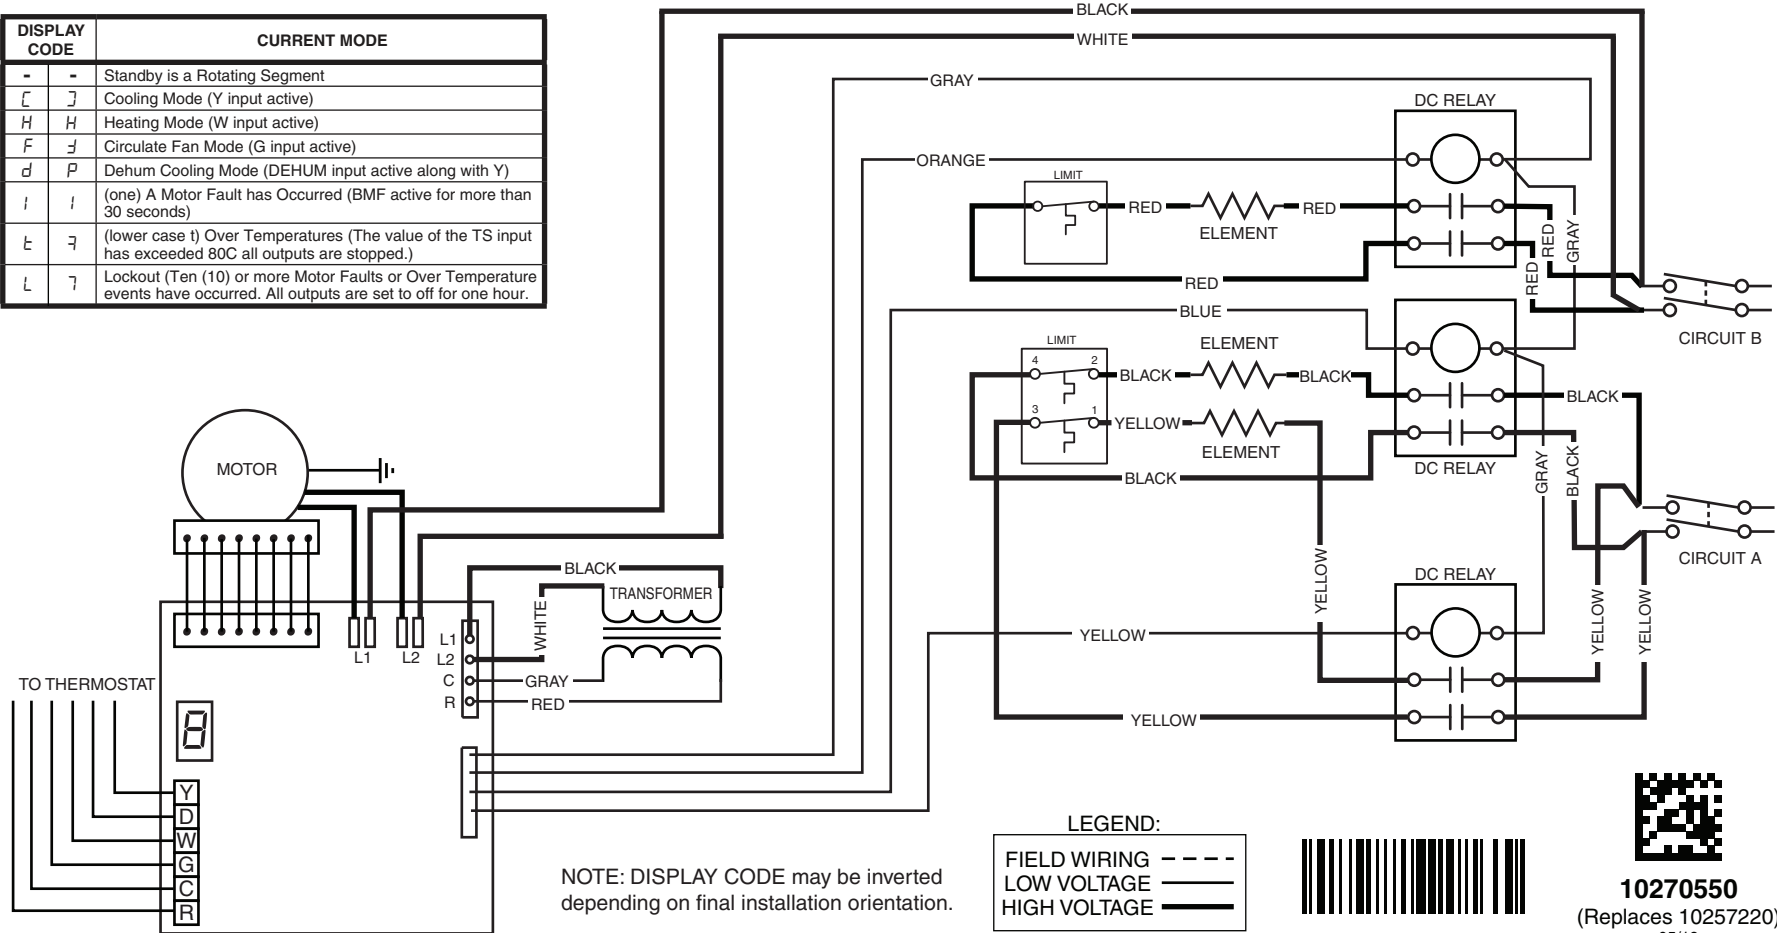 DISPLAY CODE CURRENT MODE
- - Standby is a Rotating Segment
Cooling Mode (Y input active)
H H Heating Mode (W input active)
F Circulate Fan Mode (G input active)
d P Dehum Cooling Mode (DEHUM input active along with Y)
(one) A Motor Fault has Occurred (BMF active for more than
30 seconds)
(lower case t) Over Temperatures (The value of the TS input
has exceeded 80C all outputs are stopped.)
L Lockout (Ten (10) or more Motor Faults or Over Temperature
events have occurred. All outputs are set to off for one hour.
BLACK
WHITE
GRAY
DC RELAY
ORANGE
LIMIT
RED
RED
ELEMENT
RED
RED
RED
GRAY
CIRCUIT B
BLUE
LIMIT
ELEMENT
4 2
BLACK
BLACK
BLACK
3 1
YELLOW
ELEMENT
DC RELAY
BLACK
GRAY
BLACK
CIRCUIT A
MOTOR
BLACK
TRANSFORMER
WHITE
YELLOW
DC RELAY
YELLOW
YELLOW
YELLOW
L1
L2
L1
L2
C
GRAY
R
RED
YELLOW
TO THERMOSTAT
8
Y
D
W
G
C
R
NOTE: DISPLAY CODE may be inverted
depending on final installation orientation.
LEGEND:
FIELD WIRING
LOW VOLTAGE
HIGH VOLTAGE
10270550
(Replaces 10257220)